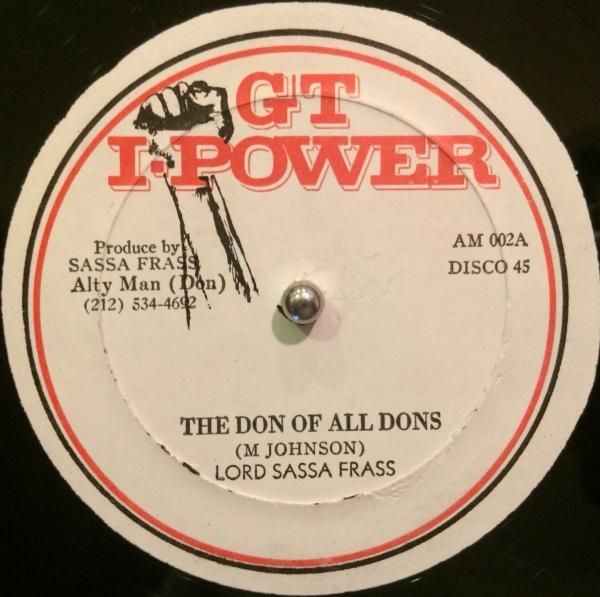 GT
I·POWER
Produce by
SASSA FRASS
Alty Man (Don)
(212) 534-4692
AM 002A
DISCO 45
THE DON OF ALL DONS
(M JOHNSON)
LORD SASSA FRASS